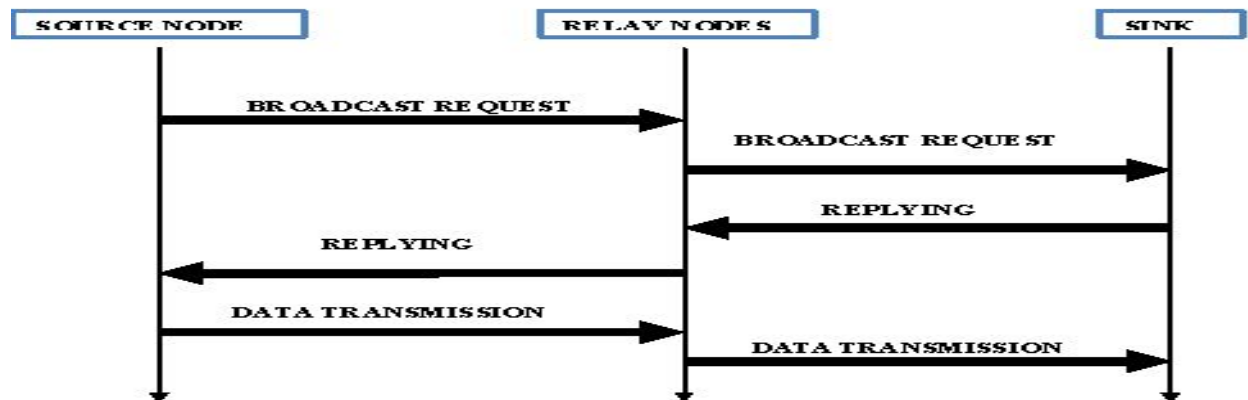 SOURCE NODE
RELAY NODES
SINK
BROADCAST REQUEST
BROADCAST REQUEST
REPLYING
REPLYING
DATA TRANSMISSION
DATA TRANSMISSION